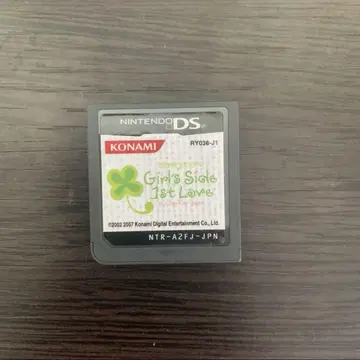 NINTENDO DS
KONAMI
RY036-J1
Girl's Side
1st Love
©2002 2007 Konami Digital Entertainment Co., Ltd.
NTR-A2FJ-JPN